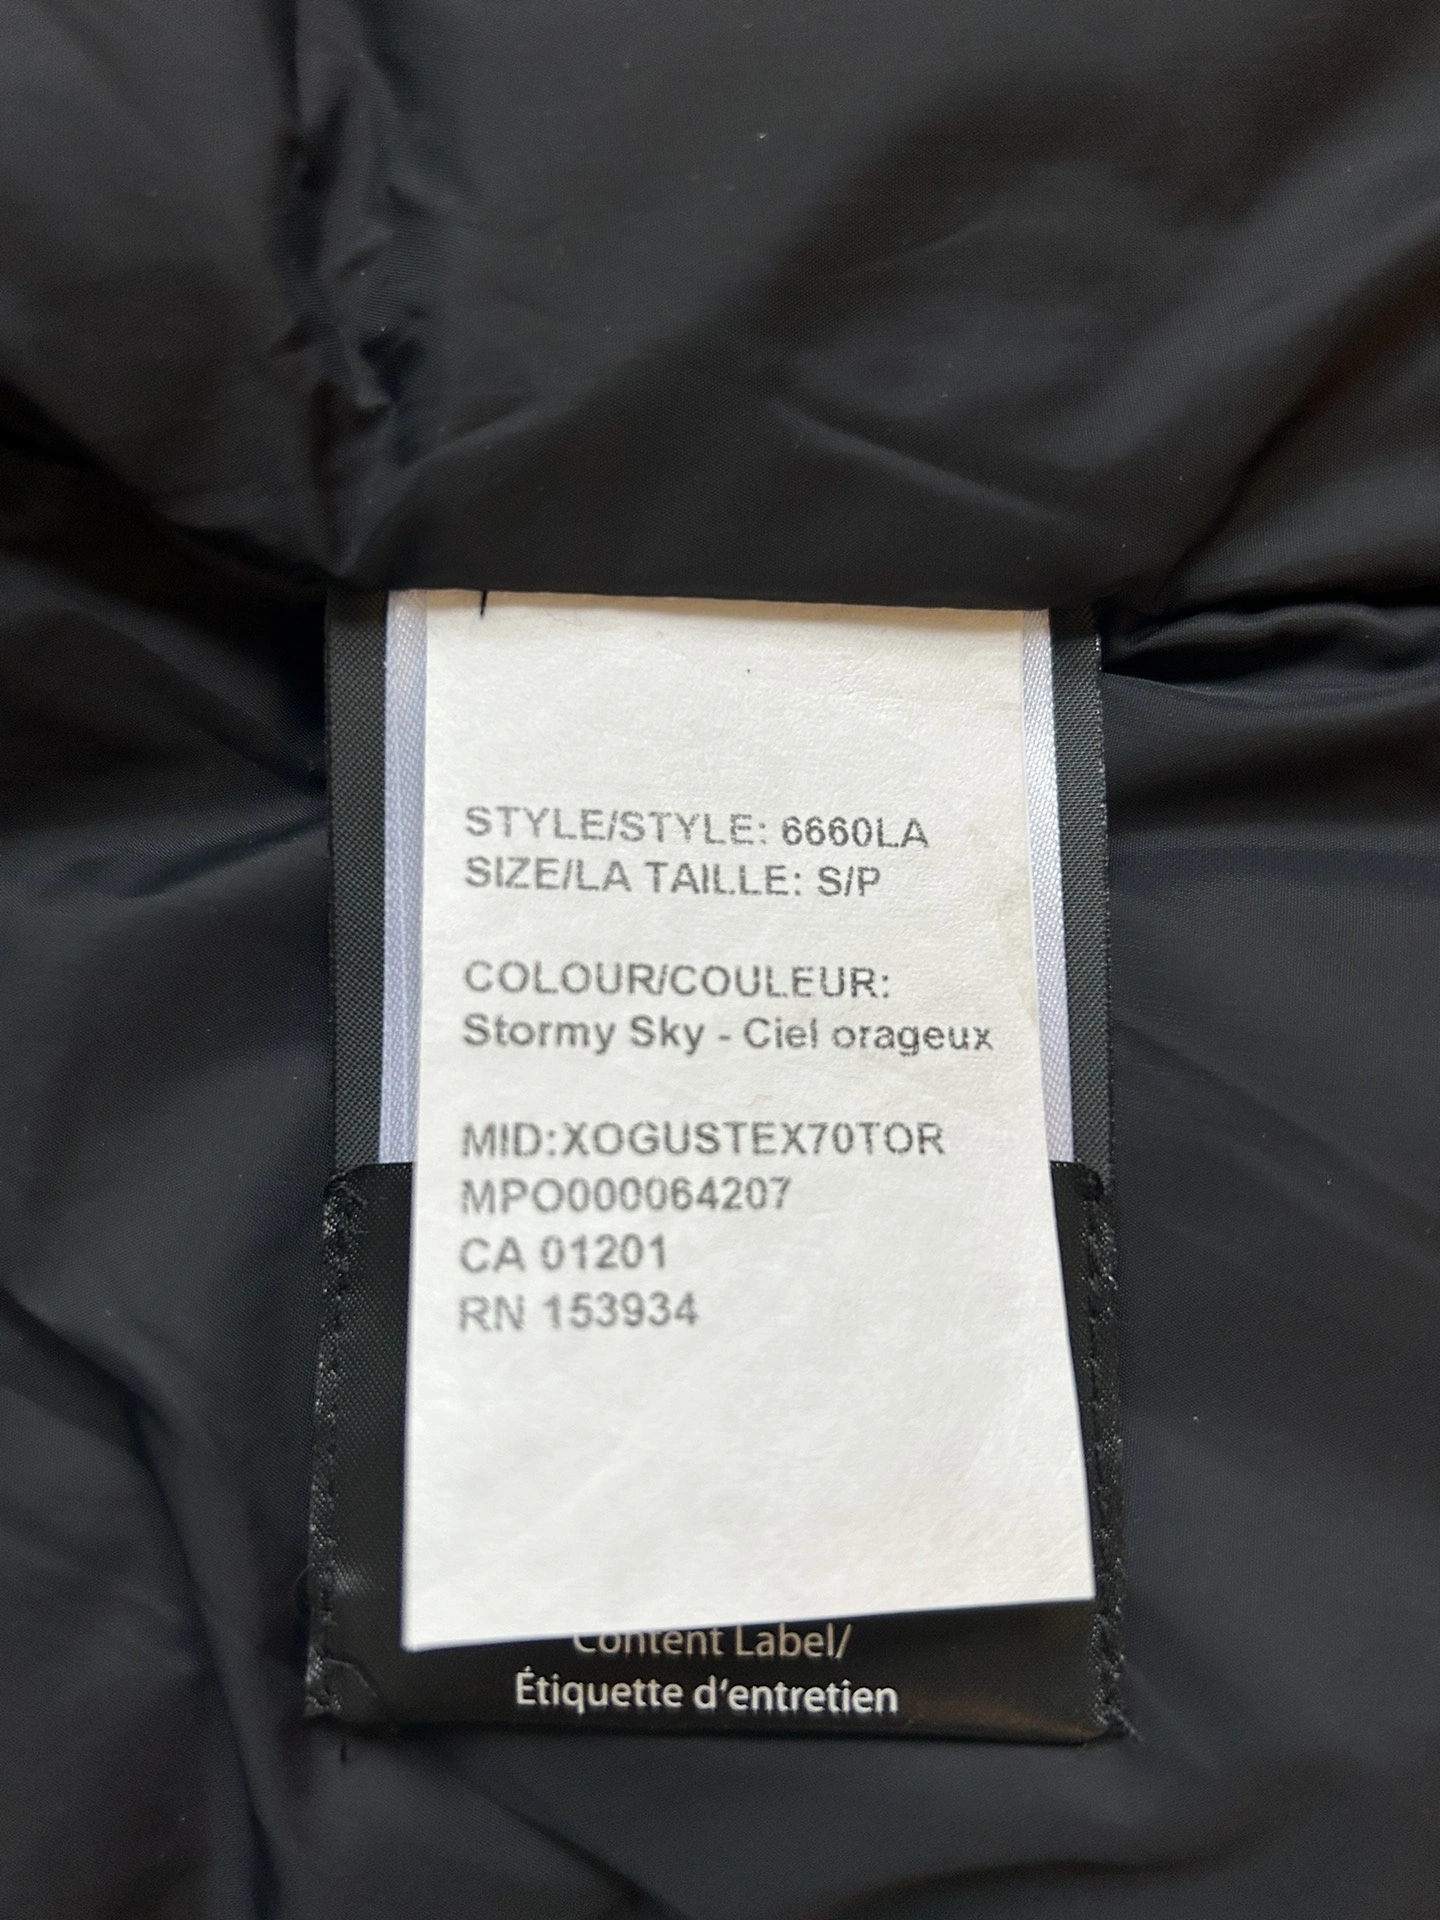 STYLE/STYLE: 6660LA
SIZE/LA TAILLE: S/P
COLOUR/COULEUR:
Stormy Sky - Ciel orageux
MID:XOGUSTEX70TOR
MPO000064207
CA 01201
RN 153934
Content Label/
Étiquette d'entretien